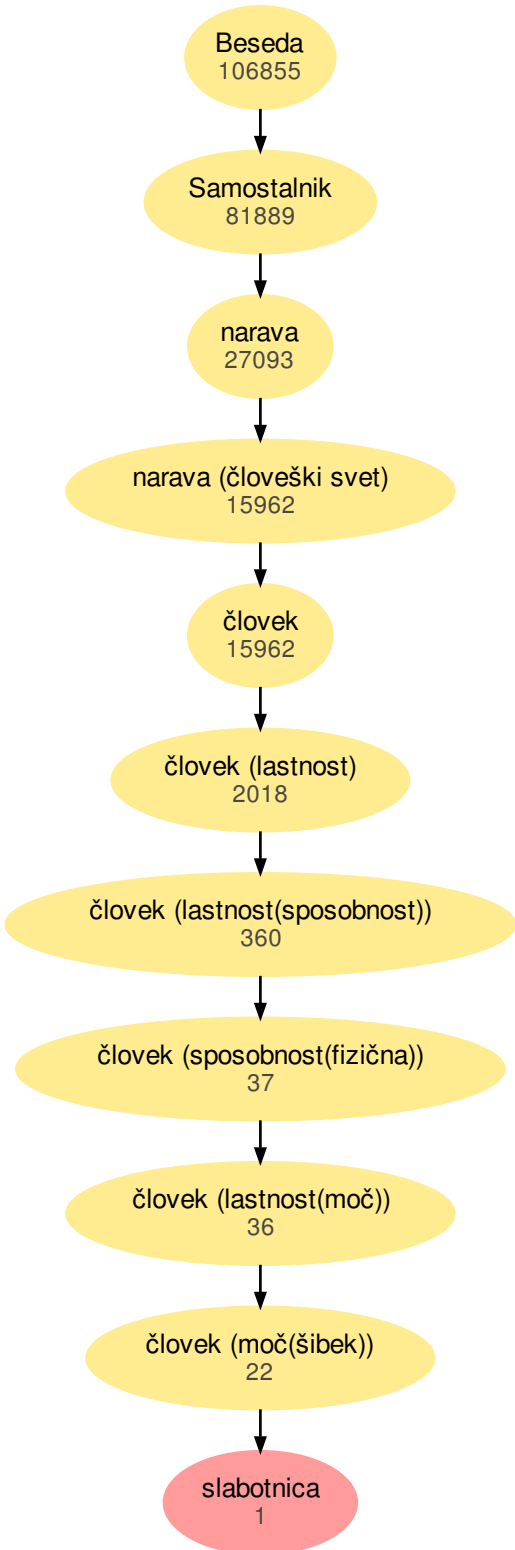 Beseda
106855
Samostalnik
81889
narava
27093
narava (človeški svet)
15962
človek
15962
človek (lastnost)
2018
človek (lastnost(sposobnost))
360
človek (sposobnost(fizična))
37
človek (lastnost(moč))
36
človek (moč(šibek))
22
slabotnica
1